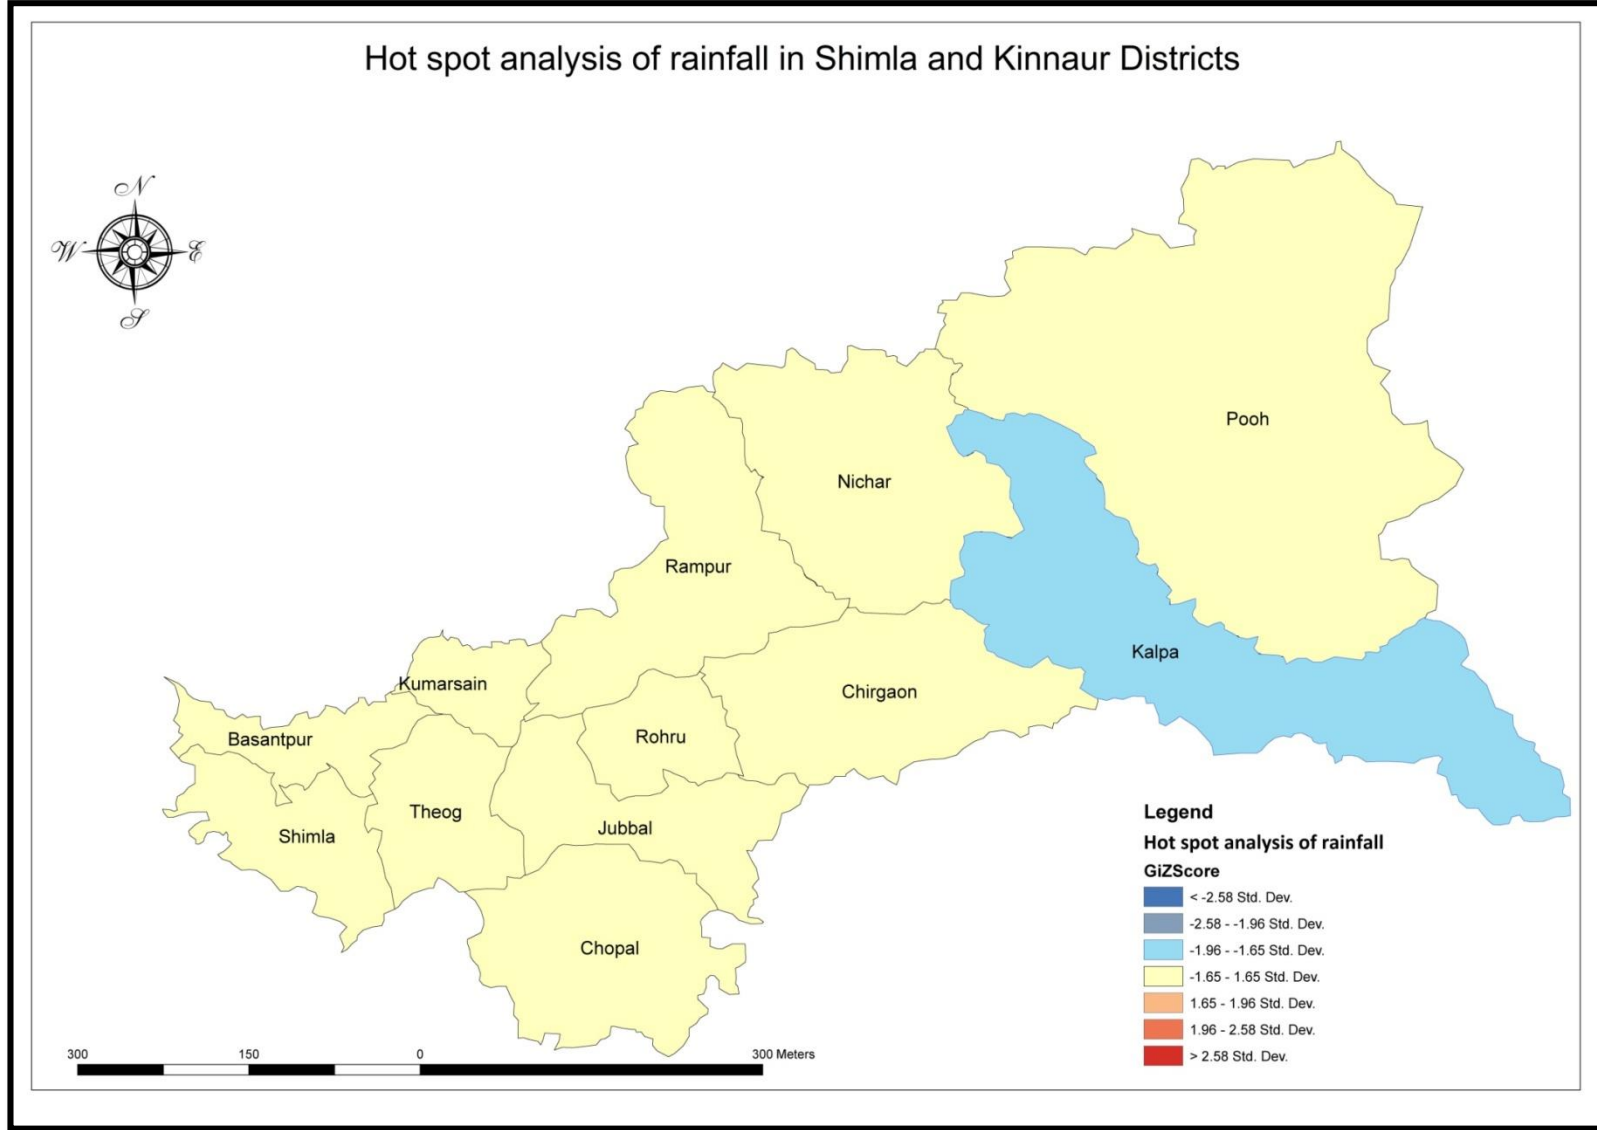 Hot spot analysis of rainfall in Shimla and Kinnaur Districts
N
W E
S
Pooh
Nichar
Rampur
Kalpa
Kumarsain
Chirgaon
Basantpur
Rohru
Theog
Jubbal
Shimla
Chopal
Legend
Hot spot analysis of rainfall
GiZScore
< -2.58 Std. Dev.
-2.58 - -1.96 Std. Dev.
-1.96 - -1.65 Std. Dev.
-1.65 - 1.65 Std. Dev.
1.65 - 1.96 Std. Dev.
1.96 - 2.58 Std. Dev.
> 2.58 Std. Dev.
300 150 0 300 Meters